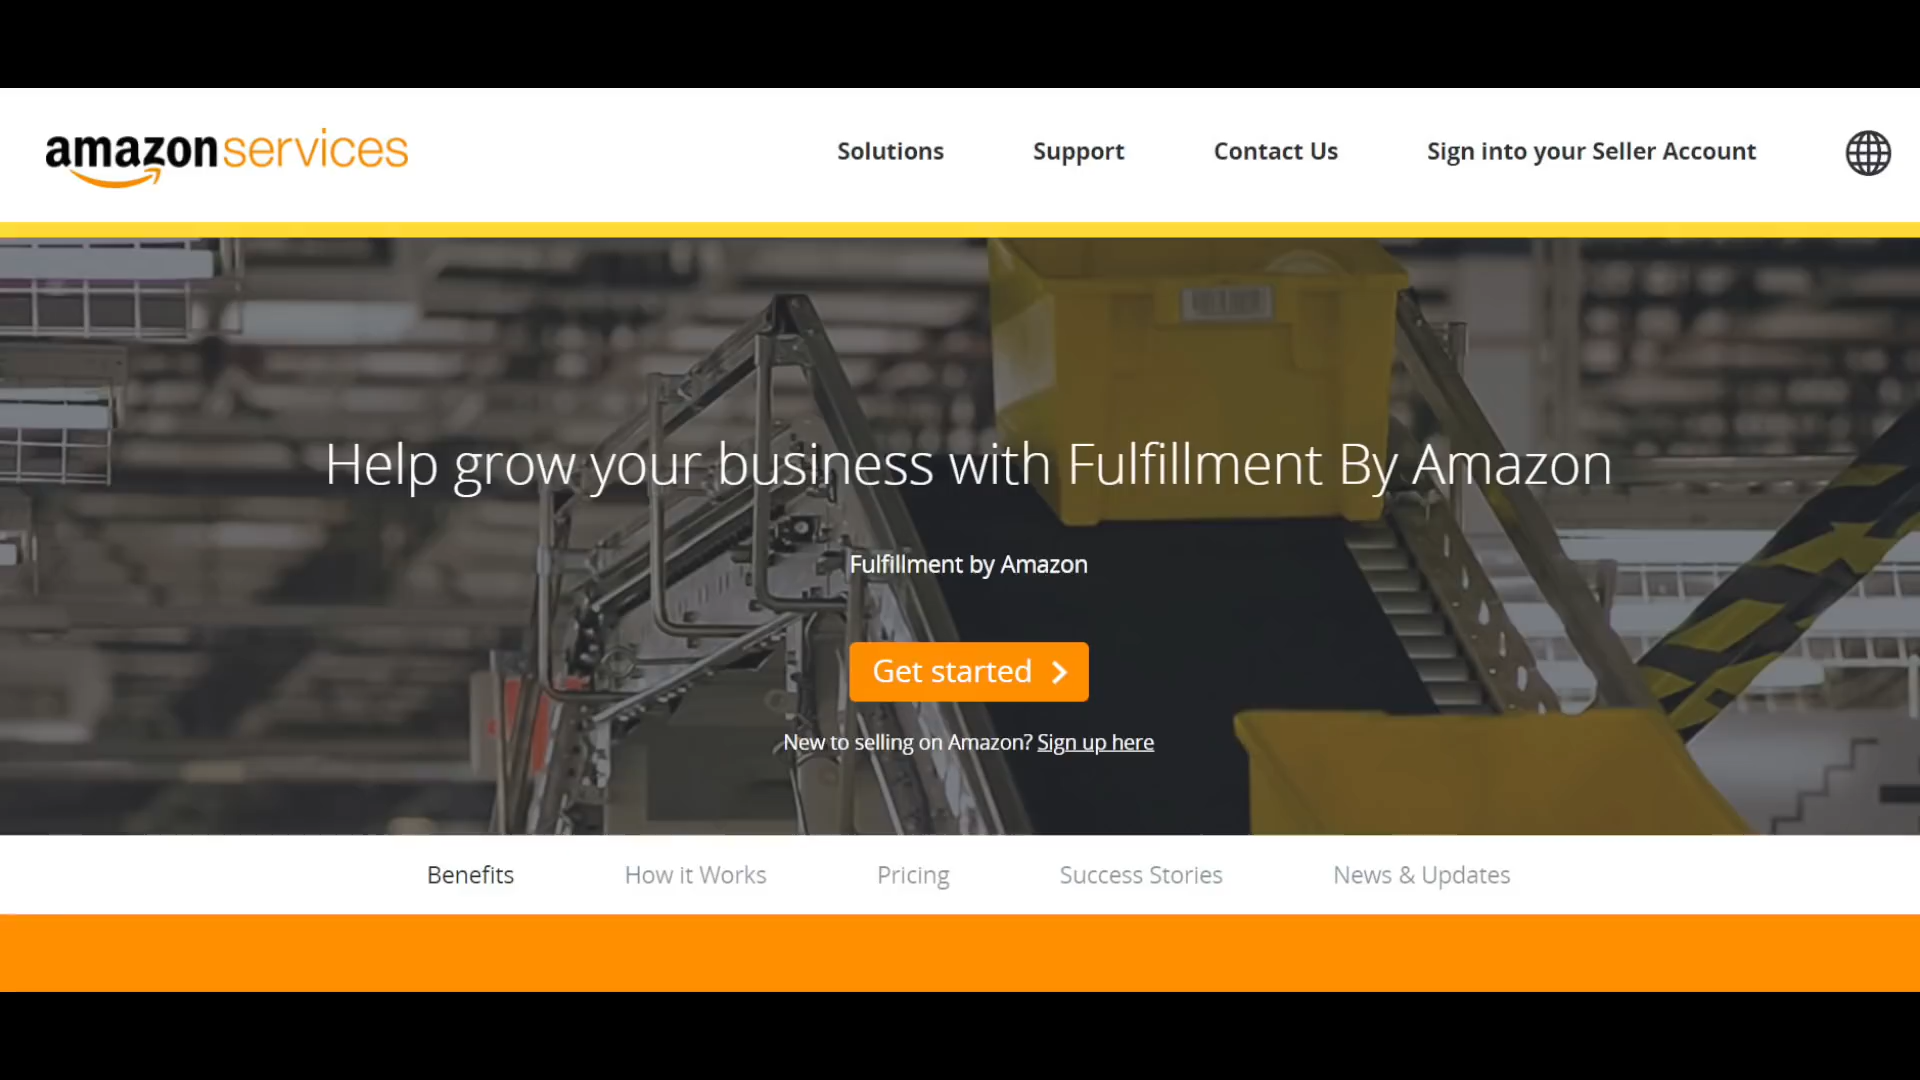 amazonservices
Solutions
Support
Contact Us
Sign into your Seller Account
Help grow your business with Fulfillment By Amazon
Fulfillment by Amazon
Get started
New to selling on Amazon? Sign up here
Benefits
How it Works
Pricing
Success Stories
News & Updates